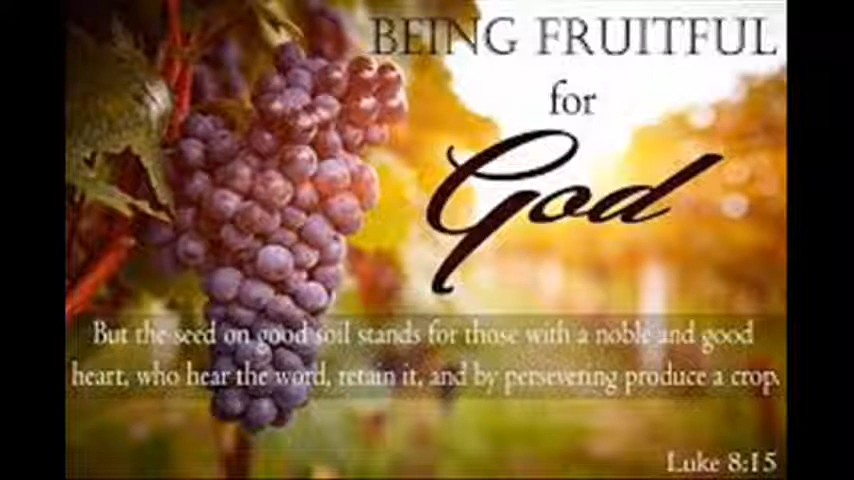 BEING FRUITFUL
for
God
But the seed on good soil stands for those with a noble and good
heart, who hear the word, retain it, and by persevering produce a crop.
Luke 8:15